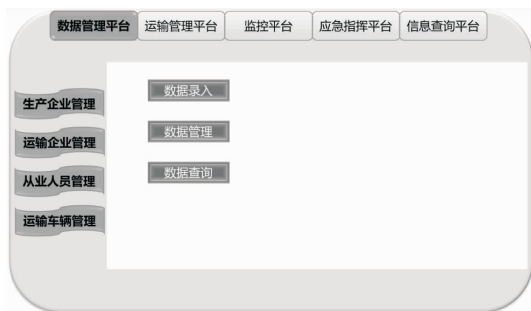 数据管理平台 运输管理平台 监控平台 应急指挥平台 信息查询平台
数据录入
生产企业管理
数据管理
运输企业管理
数据查询
从业人员管理
运输车辆管理